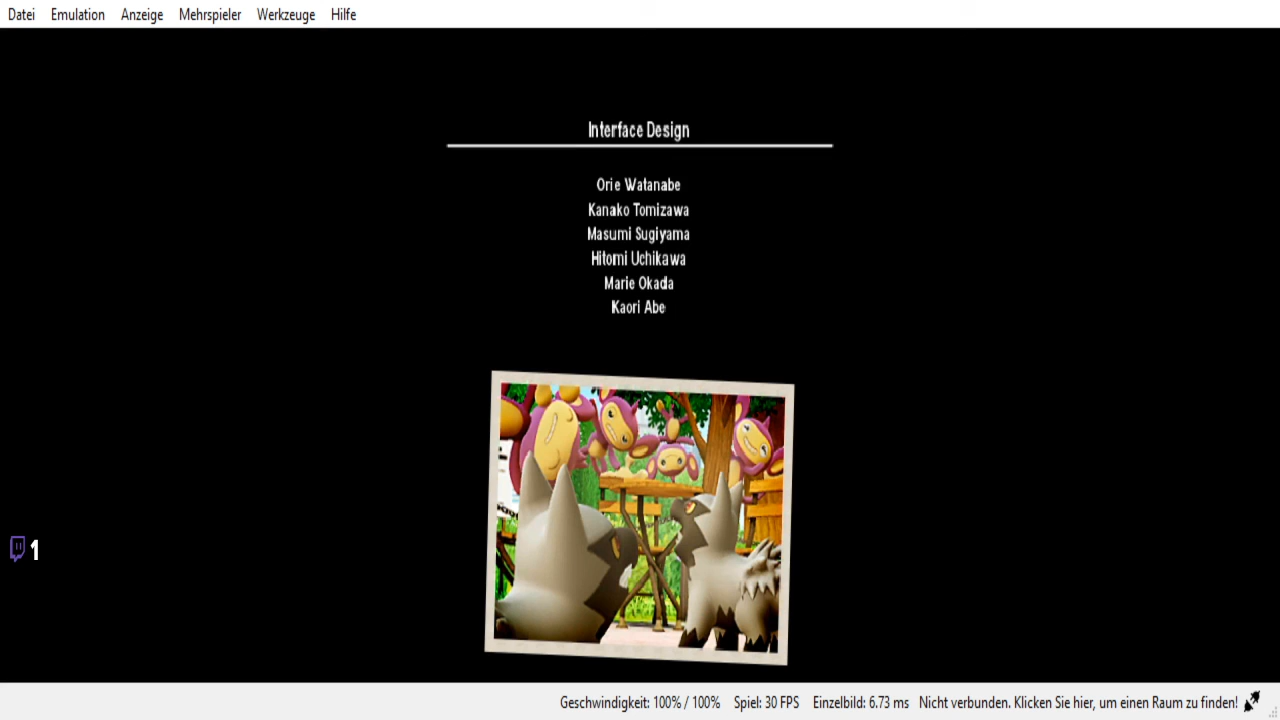 Datei Emulation Anzeige Mehrspieler Werkzeuge Hilfe
Interface Design
Orie Watanabe
Kanako Tomizawa
Masumi Sugiyama
Hitomi Uchikawa
Marie Okada
Kaori Abe
1
Geschwindigkeit: 100% / 100% Spiel: 30 FPS Einzelbild: 6.73 ms Nicht verbunden. Klicken Sie hier, um einen Raum zu finden!